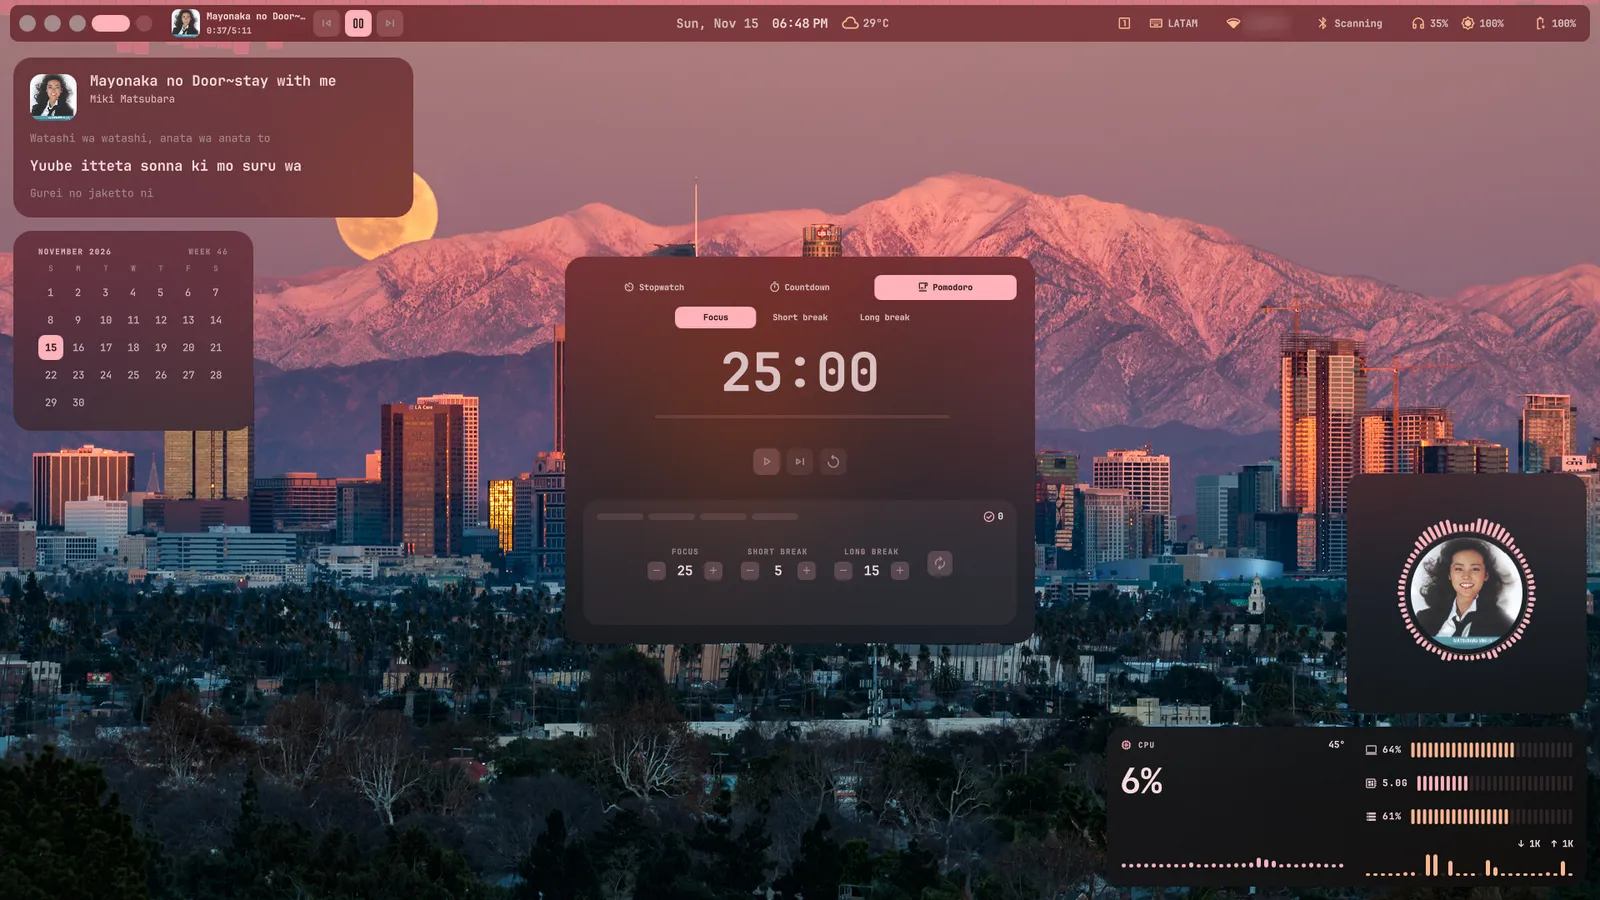 Mayonaka no Door~…
0:37/5:11
Sun, Nov 15 06:48 PM 29°C
1 LATAM Scanning 35% 100% 100%
Mayonaka no Door~stay with me
Miki Matsubara
Watashi wa watashi, anata wa anata to
Yuube itteta sonna ki mo suru wa
Gurei no jaketto ni
NOVEMBER 2026 WEEK 46
S M T W T F S
1 2 3 4 5 6 7
8 9 10 11 12 13 14
15 16 17 18 19 20 21
22 23 24 25 26 27 28
29 30
LA Care
Stopwatch Countdown Pomodoro
Focus Short break Long break
25:00
0
FOCUS SHORT BREAK LONG BREAK
− 25 + − 5 + − 15 +
CPU 45°
6%
64%
5.0G
61%
↓ 1K ↑ 1K